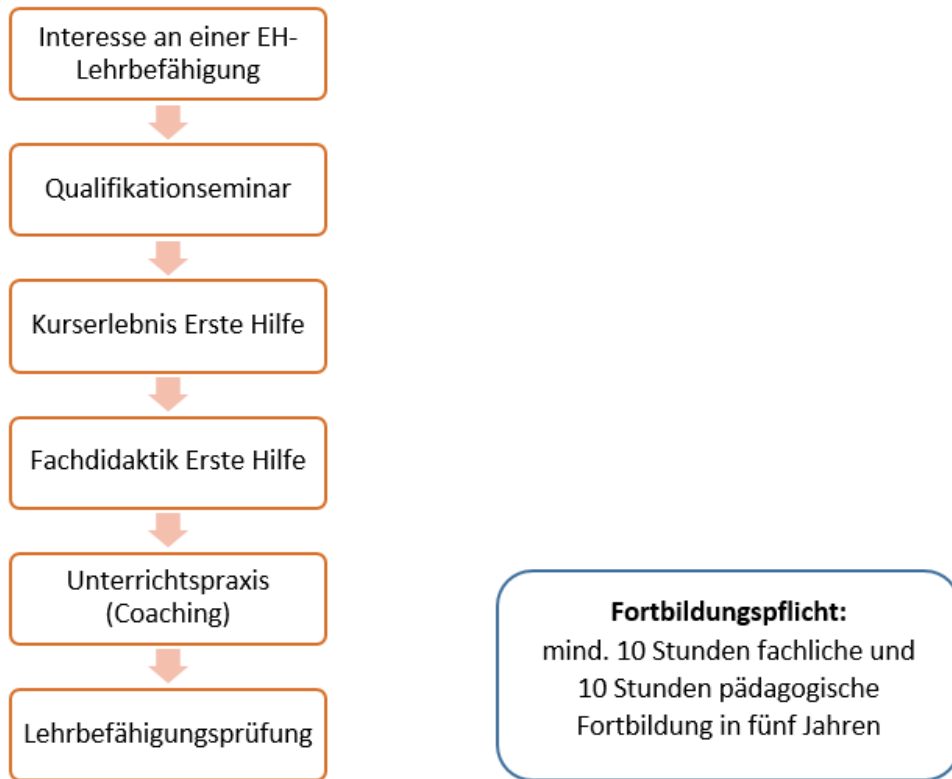 Interesse an einer EH-
Lehrbefähigung
Qualifikationseminar
Kurserlebnis Erste Hilfe
Fachdidaktik Erste Hilfe
Unterrichtspraxis
(Coaching)
Lehrbefähigungsprüfung
Fortbildungspflicht:
mind. 10 Stunden fachliche und
10 Stunden pädagogische
Fortbildung in fünf Jahren